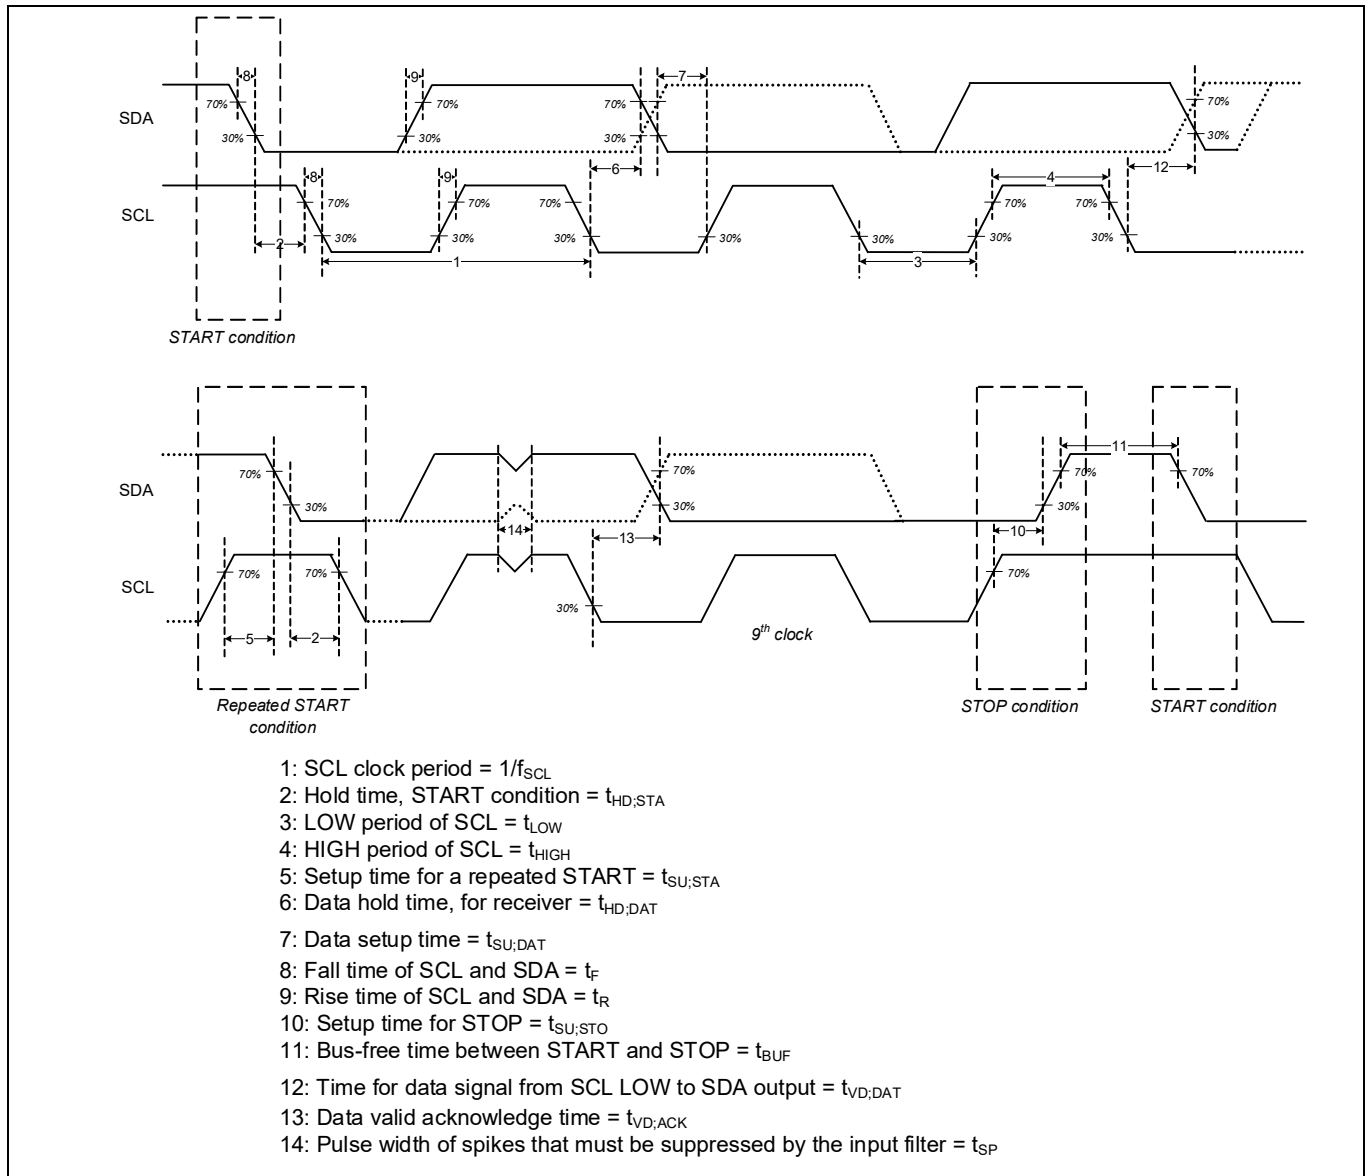 8
9
7
70%
70%
70%
70%
SDA
30%
30%
30%
30%
6
12
8
9
4
70%
70%
70%
70%
70%
SCL
30%
30%
30%
30%
30%
30%
30%
2
1
3
START condition
11
70%
70%
70%
70%
SDA
30%
30%
30%
14
13
10
70%
70%
70%
SCL
30%
5
2
9th clock
Repeated START
condition
STOP condition
START condition
1: SCL clock period = 1/fSCL
2: Hold time, START condition = tHD;STA
3: LOW period of SCL = tLOW
4: HIGH period of SCL = tHIGH
5: Setup time for a repeated START = tSU;STA
6: Data hold time, for receiver = tHD;DAT
7: Data setup time = tSU;DAT
8: Fall time of SCL and SDA = tF
9: Rise time of SCL and SDA = tR
10: Setup time for STOP = tSU;STO
11: Bus-free time between START and STOP = tBUF
12: Time for data signal from SCL LOW to SDA output = tVD;DAT
13: Data valid acknowledge time = tVD;ACK
14: Pulse width of spikes that must be suppressed by the input filter = tSP